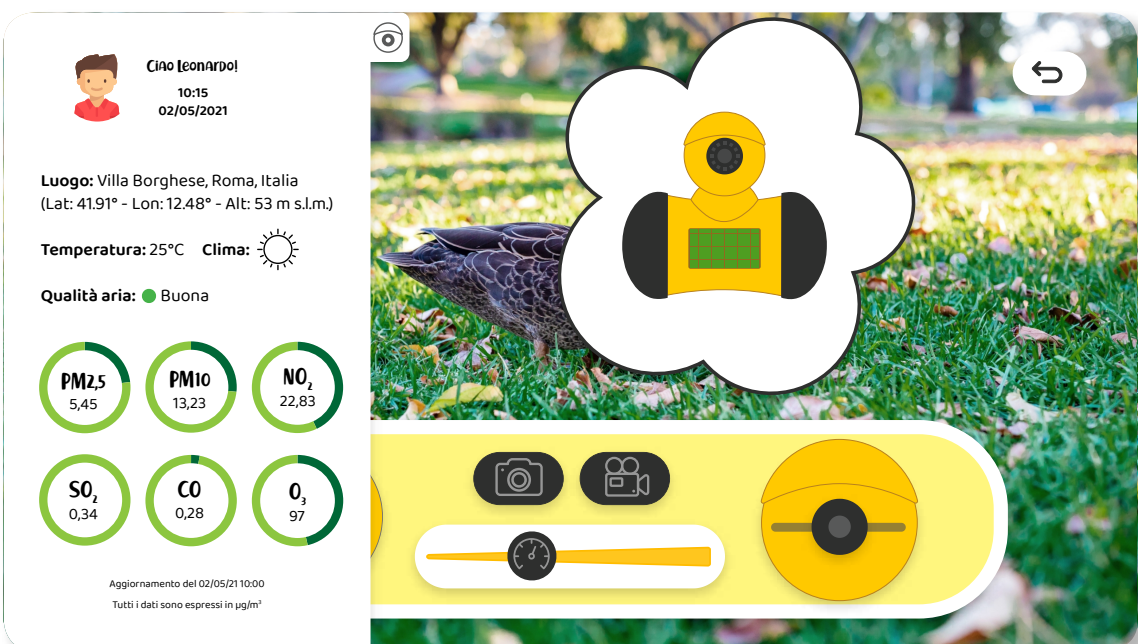 Ciao Leonardo!
10:15
02/05/2021
Luogo: Villa Borghese, Roma, Italia
(Lat: 41.91° - Lon: 12.48° - Alt: 53 m s.l.m.)
Temperatura: 25°C Clima:
Qualità aria: Buona
PM2,5
5,45
PM10
13,23
NO₂
22,83
SO₂
0,34
CO
0,28
O₃
97
Aggiornamento del 02/05/21 10:00
Tutti i dati sono espressi in µg/m³